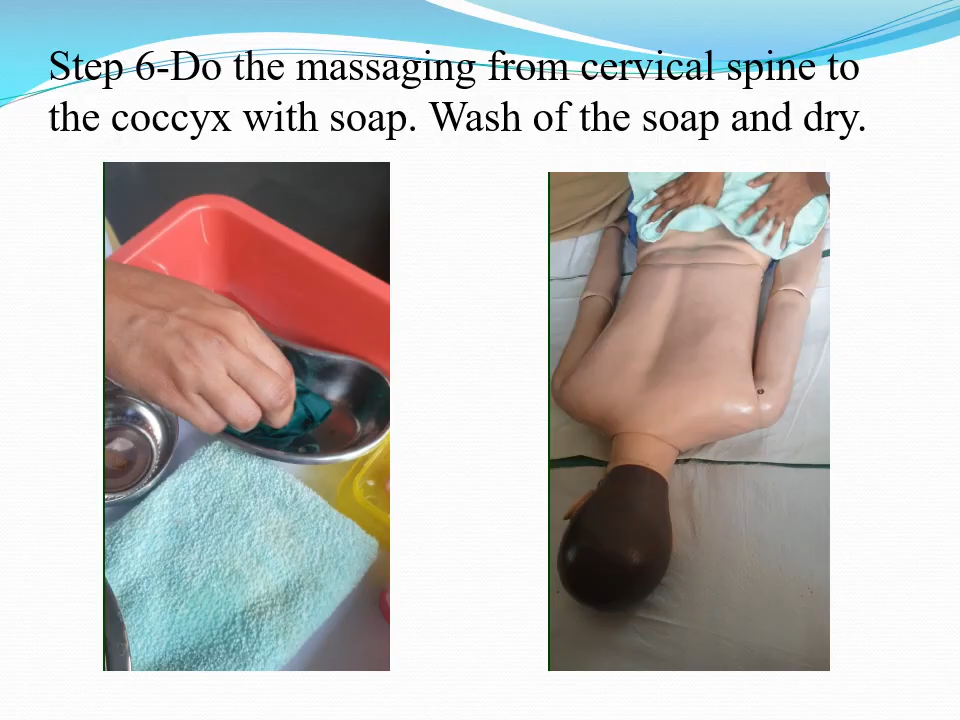 Step 6-Do the massaging from cervical spine to
the coccyx with soap. Wash of the soap and dry.